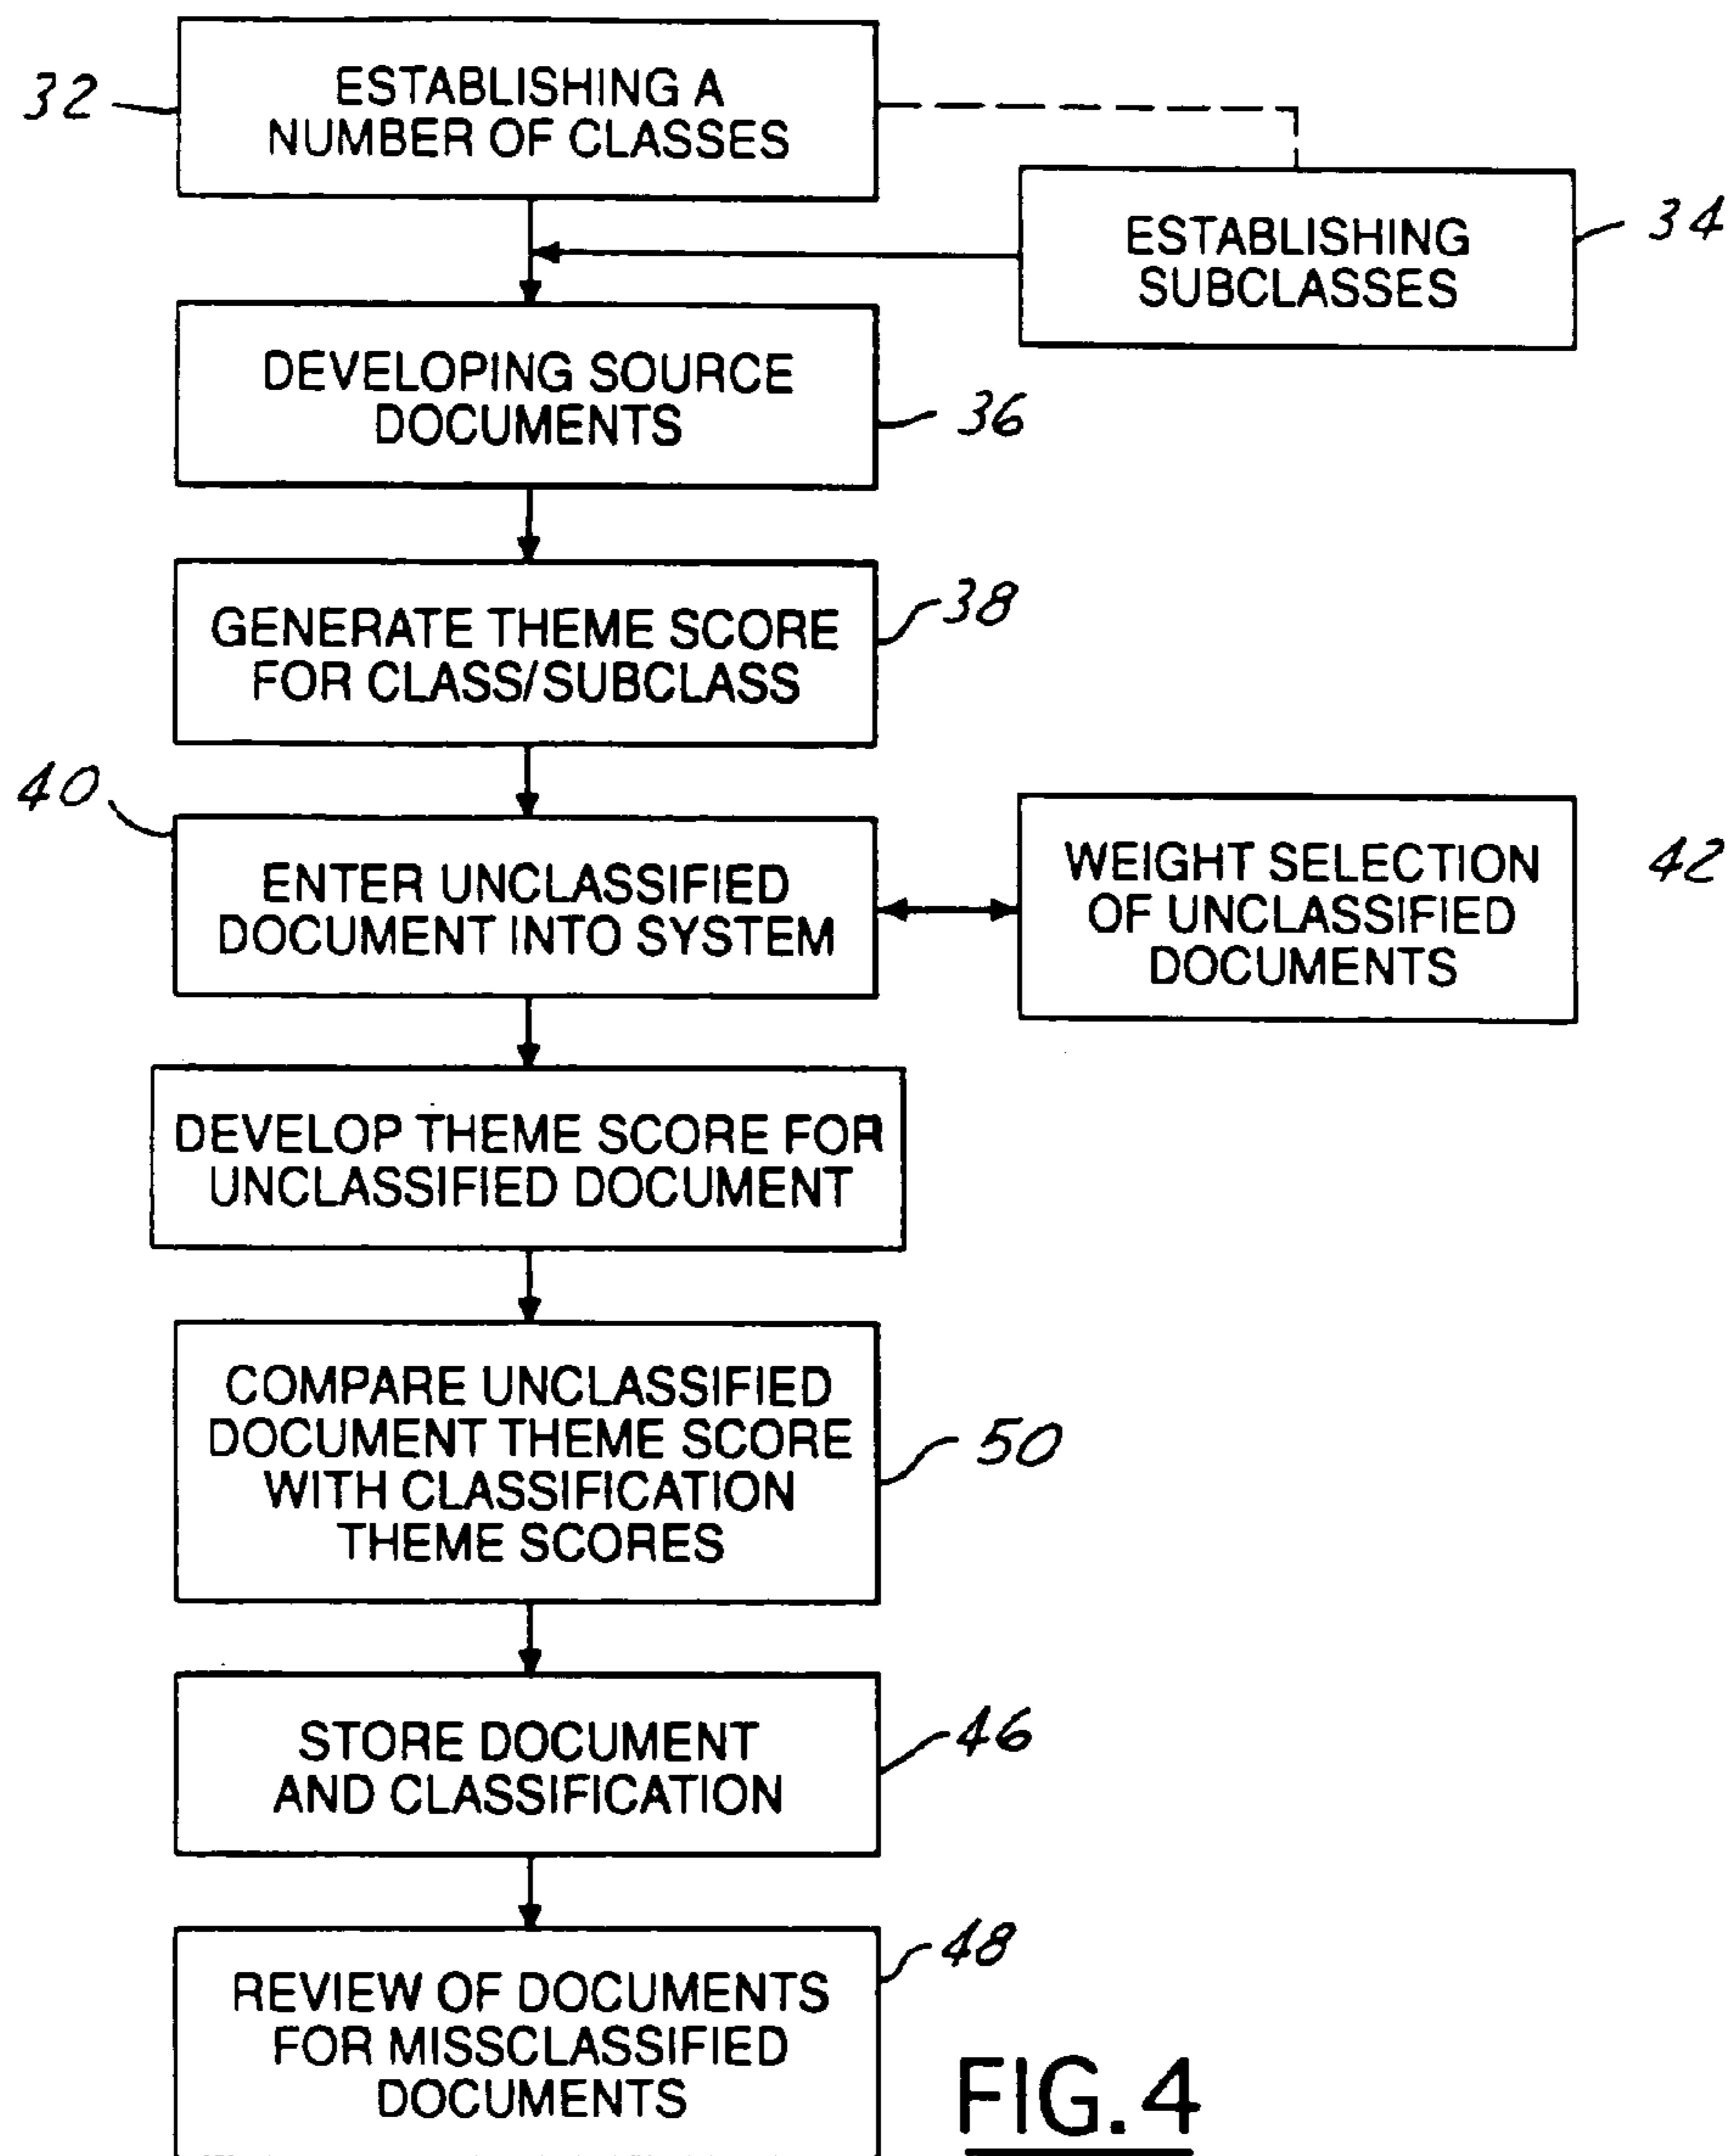 32
ESTABLISHING A
NUMBER OF CLASSES
ESTABLISHING
SUBCLASSES
34
DEVELOPING SOURCE
DOCUMENTS
36
GENERATE THEME SCORE
FOR CLASS/SUBCLASS
38
40
ENTER UNCLASSIFIED
DOCUMENT INTO SYSTEM
WEIGHT SELECTION
OF UNCLASSIFIED
DOCUMENTS
42
DEVELOP THEME SCORE FOR
UNCLASSIFIED DOCUMENT
COMPARE UNCLASSIFIED
DOCUMENT THEME SCORE
WITH CLASSIFICATION
THEME SCORES
50
STORE DOCUMENT
AND CLASSIFICATION
46
REVIEW OF DOCUMENTS
FOR MISSCLASSIFIED
DOCUMENTS
48
FIG.4